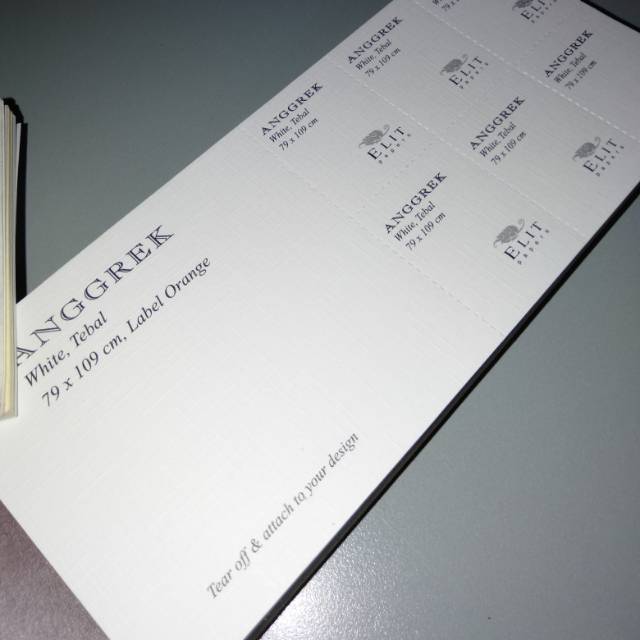 ANGGREK
White, Tebal
79 x 109 cm, Label Orange
Tear off & attach to your design
ANGGREK
White, Tebal
79 x 109 cm
ELIT
ANGGREK
White, Tebal
79 x 109 cm
ELIT
ANGGREK
White, Tebal
79 x 109 cm
ELIT
ANGGREK
White, Tebal
79 x 109 cm
ELIT
ANGGREK
White, Tebal
79 x 109 cm
ELIT